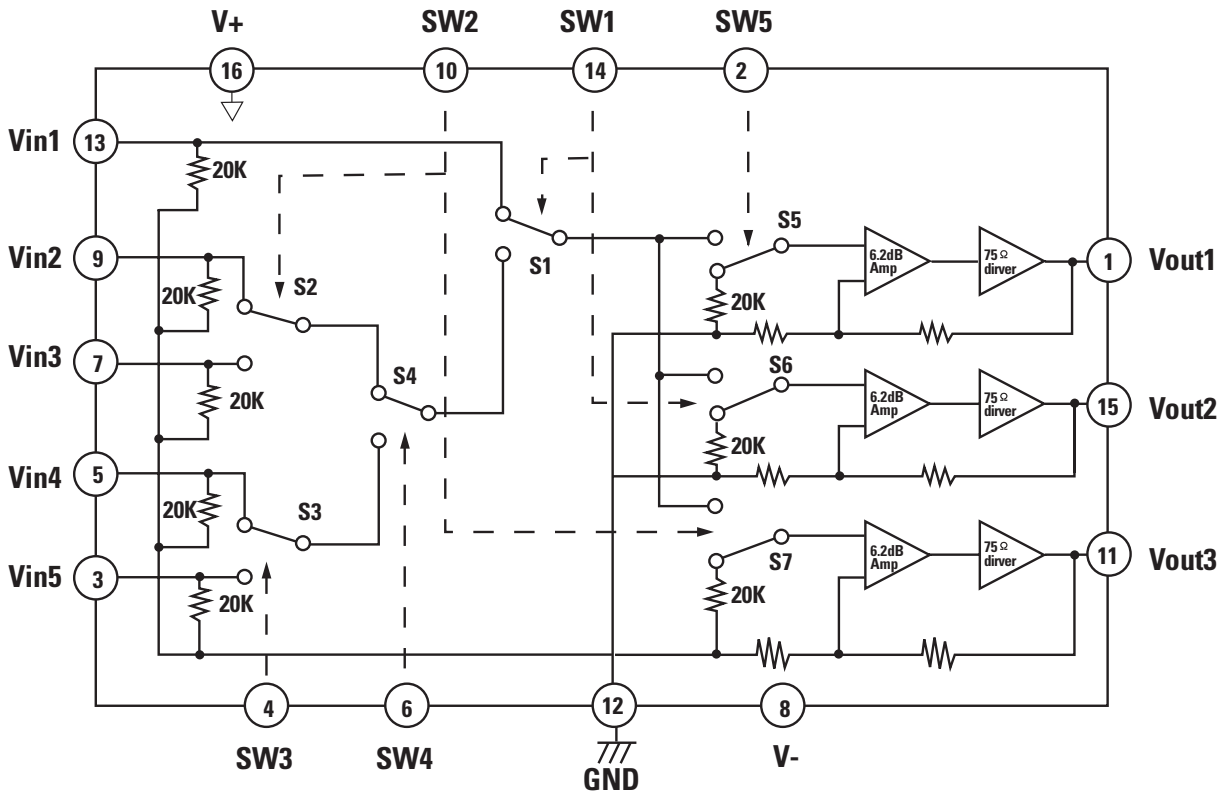 V+ SW2 SW1 SW5
16 10 14 2
Vin1 13
20K
Vin2 9
20K
S2
S1
S5
6.2dB
Amp
75Ω
dirver
1 Vout1
20K
Vin3 7
20K
S4
S6
6.2dB
Amp
75Ω
dirver
15 Vout2
20K
Vin4 5
20K
S3
S7
6.2dB
Amp
75Ω
dirver
11 Vout3
Vin5 3
20K
20K
4 6 12 8
SW3 SW4 GND V-